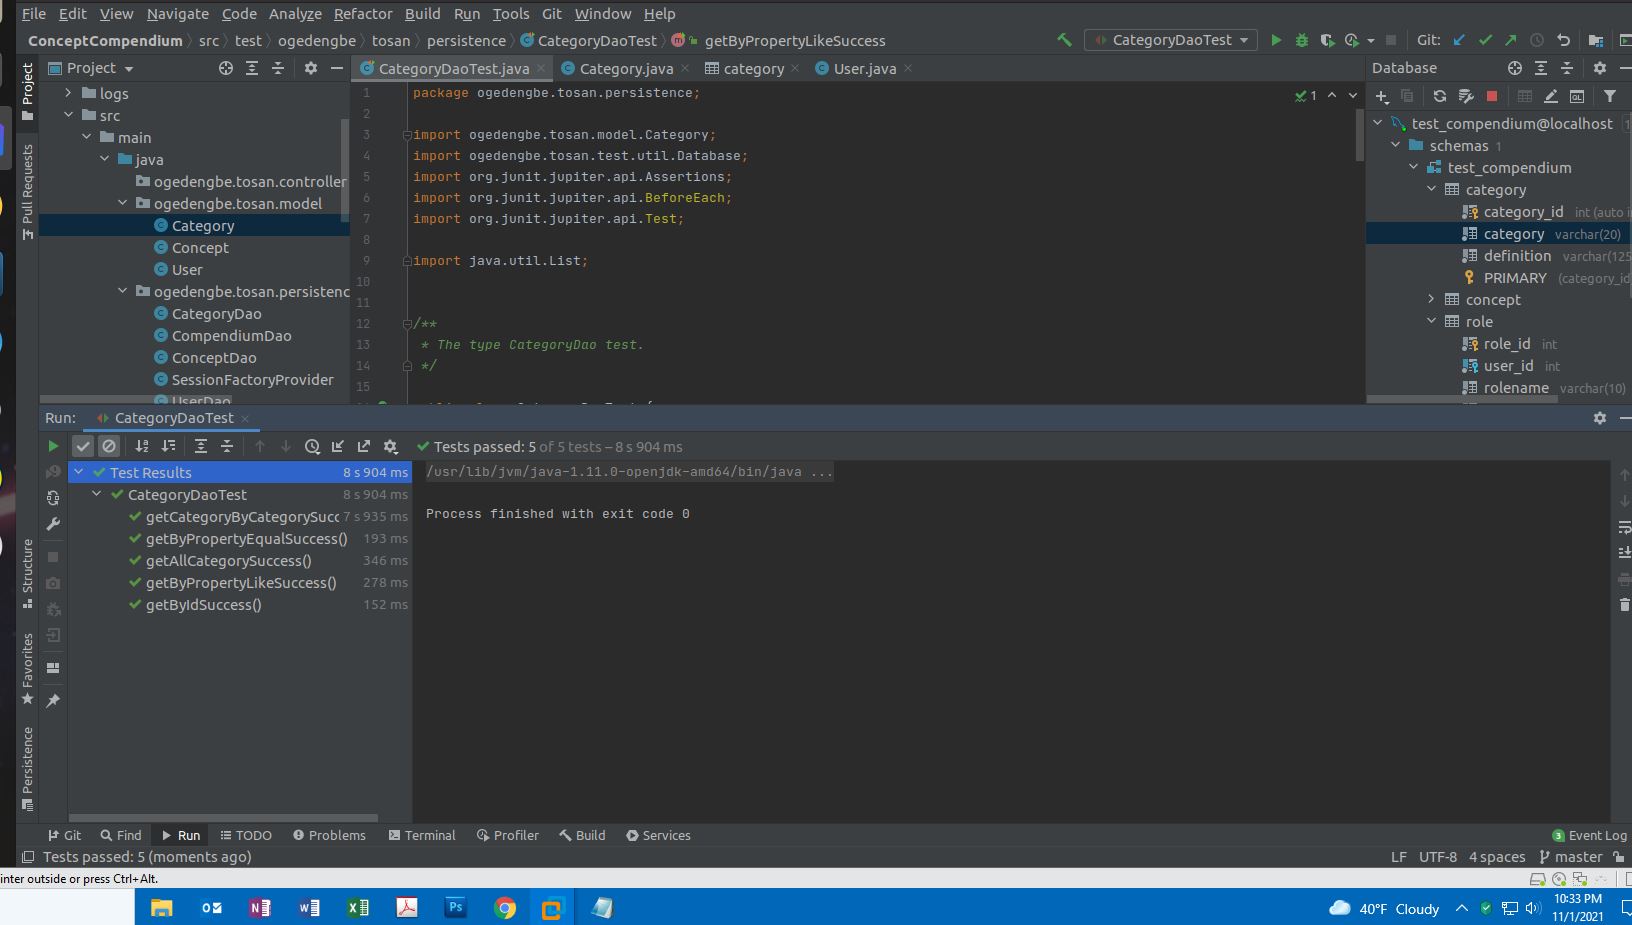 File Edit View Navigate Code Analyze Refactor Build Run Tools Git Window Help
ConceptCompendium src test ogedengbe tosan persistence CategoryDaoTest getByPropertyLikeSuccess CategoryDaoTest Git:
Project
CategoryDaoTest.java Category.java category User.java
Database
Project
Pull Requests
Structure
Favorites
Persistence
logs
src
main
java
ogedengbe.tosan.controller
ogedengbe.tosan.model
Category
Concept
User
ogedengbe.tosan.persistenc
CategoryDao
CompendiumDao
ConceptDao
SessionFactoryProvider
UserDao
1 package ogedengbe.tosan.persistence;
2
3 import ogedengbe.tosan.model.Category;
4 import ogedengbe.tosan.test.util.Database;
5 import org.junit.jupiter.api.Assertions;
6 import org.junit.jupiter.api.BeforeEach;
7 import org.junit.jupiter.api.Test;
8
9 import java.util.List;
10
11
12 /**
13 * The type CategoryDao test.
14 */
15
1
test_compendium@localhost 1
schemas 1
test_compendium
category
category_id int (auto i
category varchar(20)
definition varchar(125
PRIMARY (category_id
concept
role
role_id int
user_id int
rolename varchar(10)
Run: CategoryDaoTest
Tests passed: 5 of 5 tests – 8 s 904 ms
Test Results 8 s 904 ms
CategoryDaoTest 8 s 904 ms
getCategoryByCategorySucc 7 s 935 ms
getByPropertyEqualSuccess() 193 ms
getAllCategorySuccess() 346 ms
getByPropertyLikeSuccess() 278 ms
getByIdSuccess() 152 ms
/usr/lib/jvm/java-1.11.0-openjdk-amd64/bin/java ...
Process finished with exit code 0
Git Find Run TODO Problems Terminal Profiler Build Services 3 Event Log
Tests passed: 5 (moments ago) LF UTF-8 4 spaces master
inter outside or press Ctrl+Alt.
40°F Cloudy
10:33 PM
11/1/2021